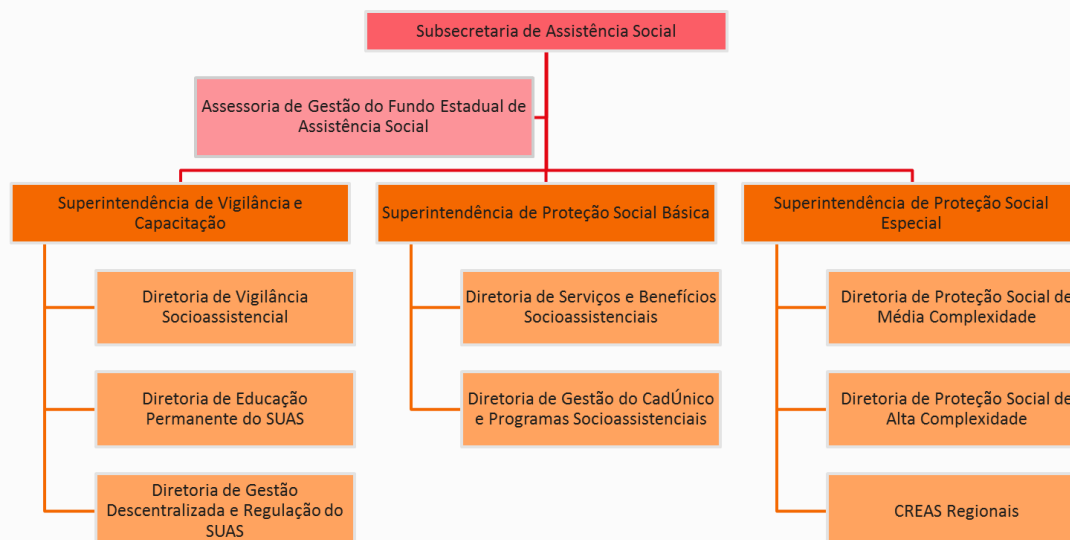 Subsecretaria de Assistência Social
Assessoria de Gestão do Fundo Estadual de
Assistência Social
Superintendência de Vigilância e
Capacitação
Diretoria de Vigilância
Socioassistencial
Diretoria de Educação
Permanente do SUAS
Diretoria de Gestão
Descentralizada e Regulação do
SUAS
Superintendência de Proteção Social Básica
Diretoria de Serviços e Benefícios
Socioassistenciais
Diretoria de Gestão do CadÚnico
e Programas Socioassistenciais
Superintendência de Proteção Social
Especial
Diretoria de Proteção Social de
Média Complexidade
Diretoria de Proteção Social de
Alta Complexidade
CREAS Regionais